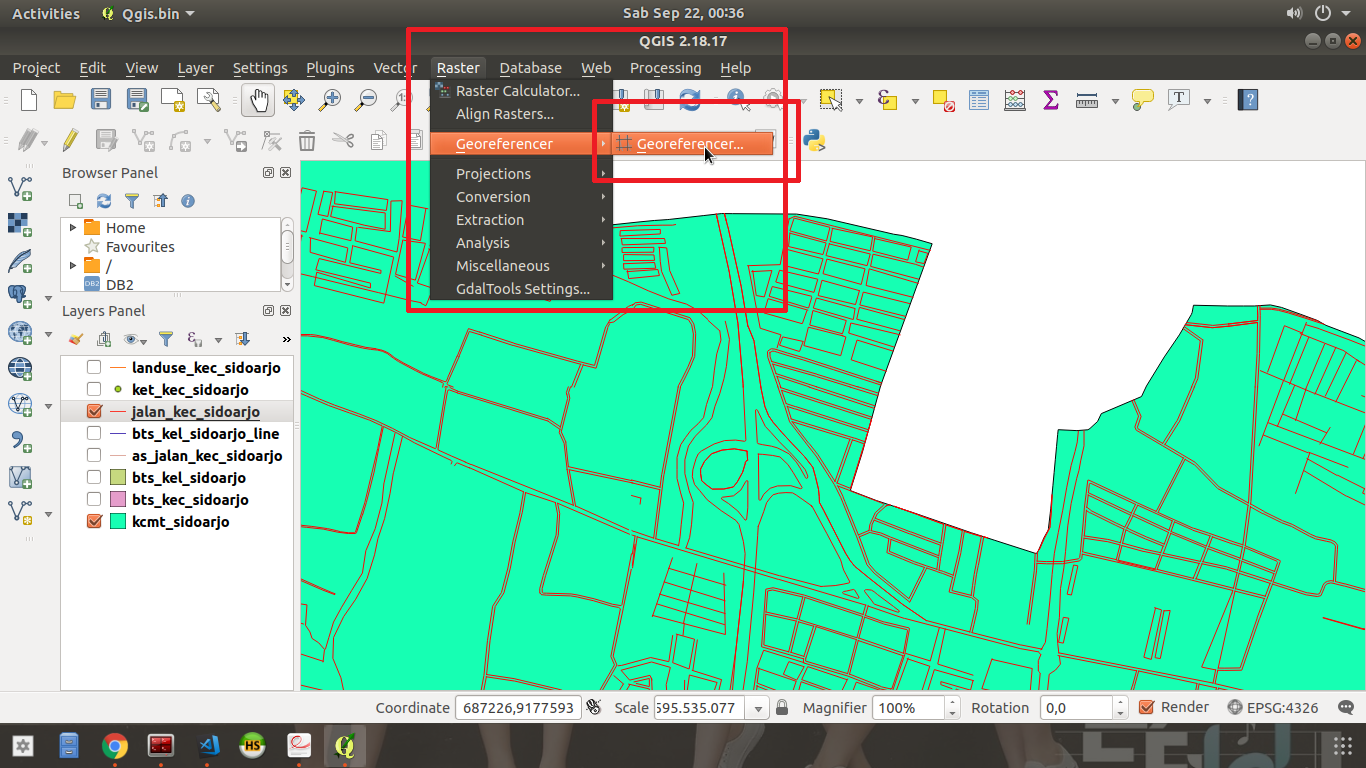 Activities Qgis.bin Sab Sep 22, 00:36
QGIS 2.18.17
Project Edit View Layer Settings Plugins Vector Raster Database Web Processing Help
Raster Calculator...
Align Rasters...
Georeferencer Georeferencer...
Projections
Conversion
Extraction
Analysis
Miscellaneous
GdalTools Settings...
Browser Panel
Home
Favourites
/
DB2
Layers Panel
landuse_kec_sidoarjo
ket_kec_sidoarjo
jalan_kec_sidoarjo
bts_kel_sidoarjo_line
as_jalan_kec_sidoarjo
bts_kel_sidoarjo
bts_kec_sidoarjo
kcmt_sidoarjo
Coordinate 687226,9177593 Scale 595.535.077 Magnifier 100% Rotation 0,0 Render EPSG:4326
HS